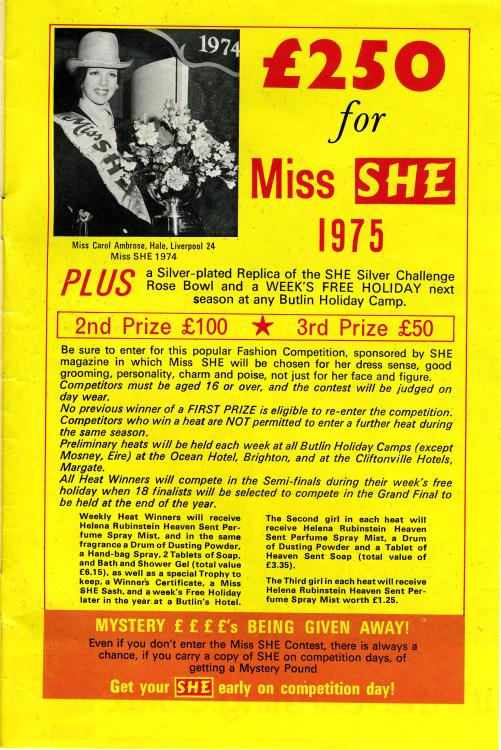 1974
Miss SHE
£250
for
Miss SHE
1975
Miss Carol Ambrose, Hale, Liverpool 24
Miss SHE 1974
PLUS a Silver-plated Replica of the SHE Silver Challenge
Rose Bowl and a WEEK'S FREE HOLIDAY next
season at any Butlin Holiday Camp.
2nd Prize £100 ★ 3rd Prize £50
Be sure to enter for this popular Fashion Competition, sponsored by SHE
magazine in which Miss SHE will be chosen for her dress sense, good
grooming, personality, charm and poise, not just for her face and figure.
Competitors must be aged 16 or over, and the contest will be judged on
day wear.
No previous winner of a FIRST PRIZE is eligible to re-enter the competition.
Competitors who win a heat are NOT permitted to enter a further heat during
the same season.
Preliminary heats will be held each week at all Butlin Holiday Camps (except
Mosney, Eire) at the Ocean Hotel, Brighton, and at the Cliftonville Hotels,
Margate.
All Heat Winners will compete in the Semi-finals during their week's free
holiday when 18 finalists will be selected to compete in the Grand Final to
be held at the end of the year.
Weekly Heat Winners will receive
Helena Rubinstein Heaven Sent Per-
fume Spray Mist, and in the same
fragrance a Drum of Dusting Powder,
a Hand-bag Spray, 2 Tablets of Soap,
and Bath and Shower Gel (total value
£6.15), as well as a special Trophy to
keep, a Winner's Certificate, a Miss
SHE Sash, and a week's Free Holiday
later in the year at a Butlin's Hotel.
The Second girl in each heat will
receive Helena Rubinstein Heaven
Sent Perfume Spray Mist, a Drum
of Dusting Powder and a Tablet of
Heaven Sent Soap (total value of
£3.35).
The Third girl in each heat will receive
Helena Rubinstein Heaven Sent Per-
fume Spray Mist worth £1.25.
MYSTERY £ £ £ £'s BEING GIVEN AWAY!
Even if you don't enter the Miss SHE Contest, there is always a
chance, if you carry a copy of SHE on competition days, of
getting a Mystery Pound
Get your SHE early on competition day!